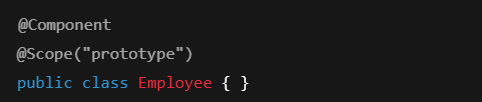 @Component
@Scope("prototype")
public class Employee { }